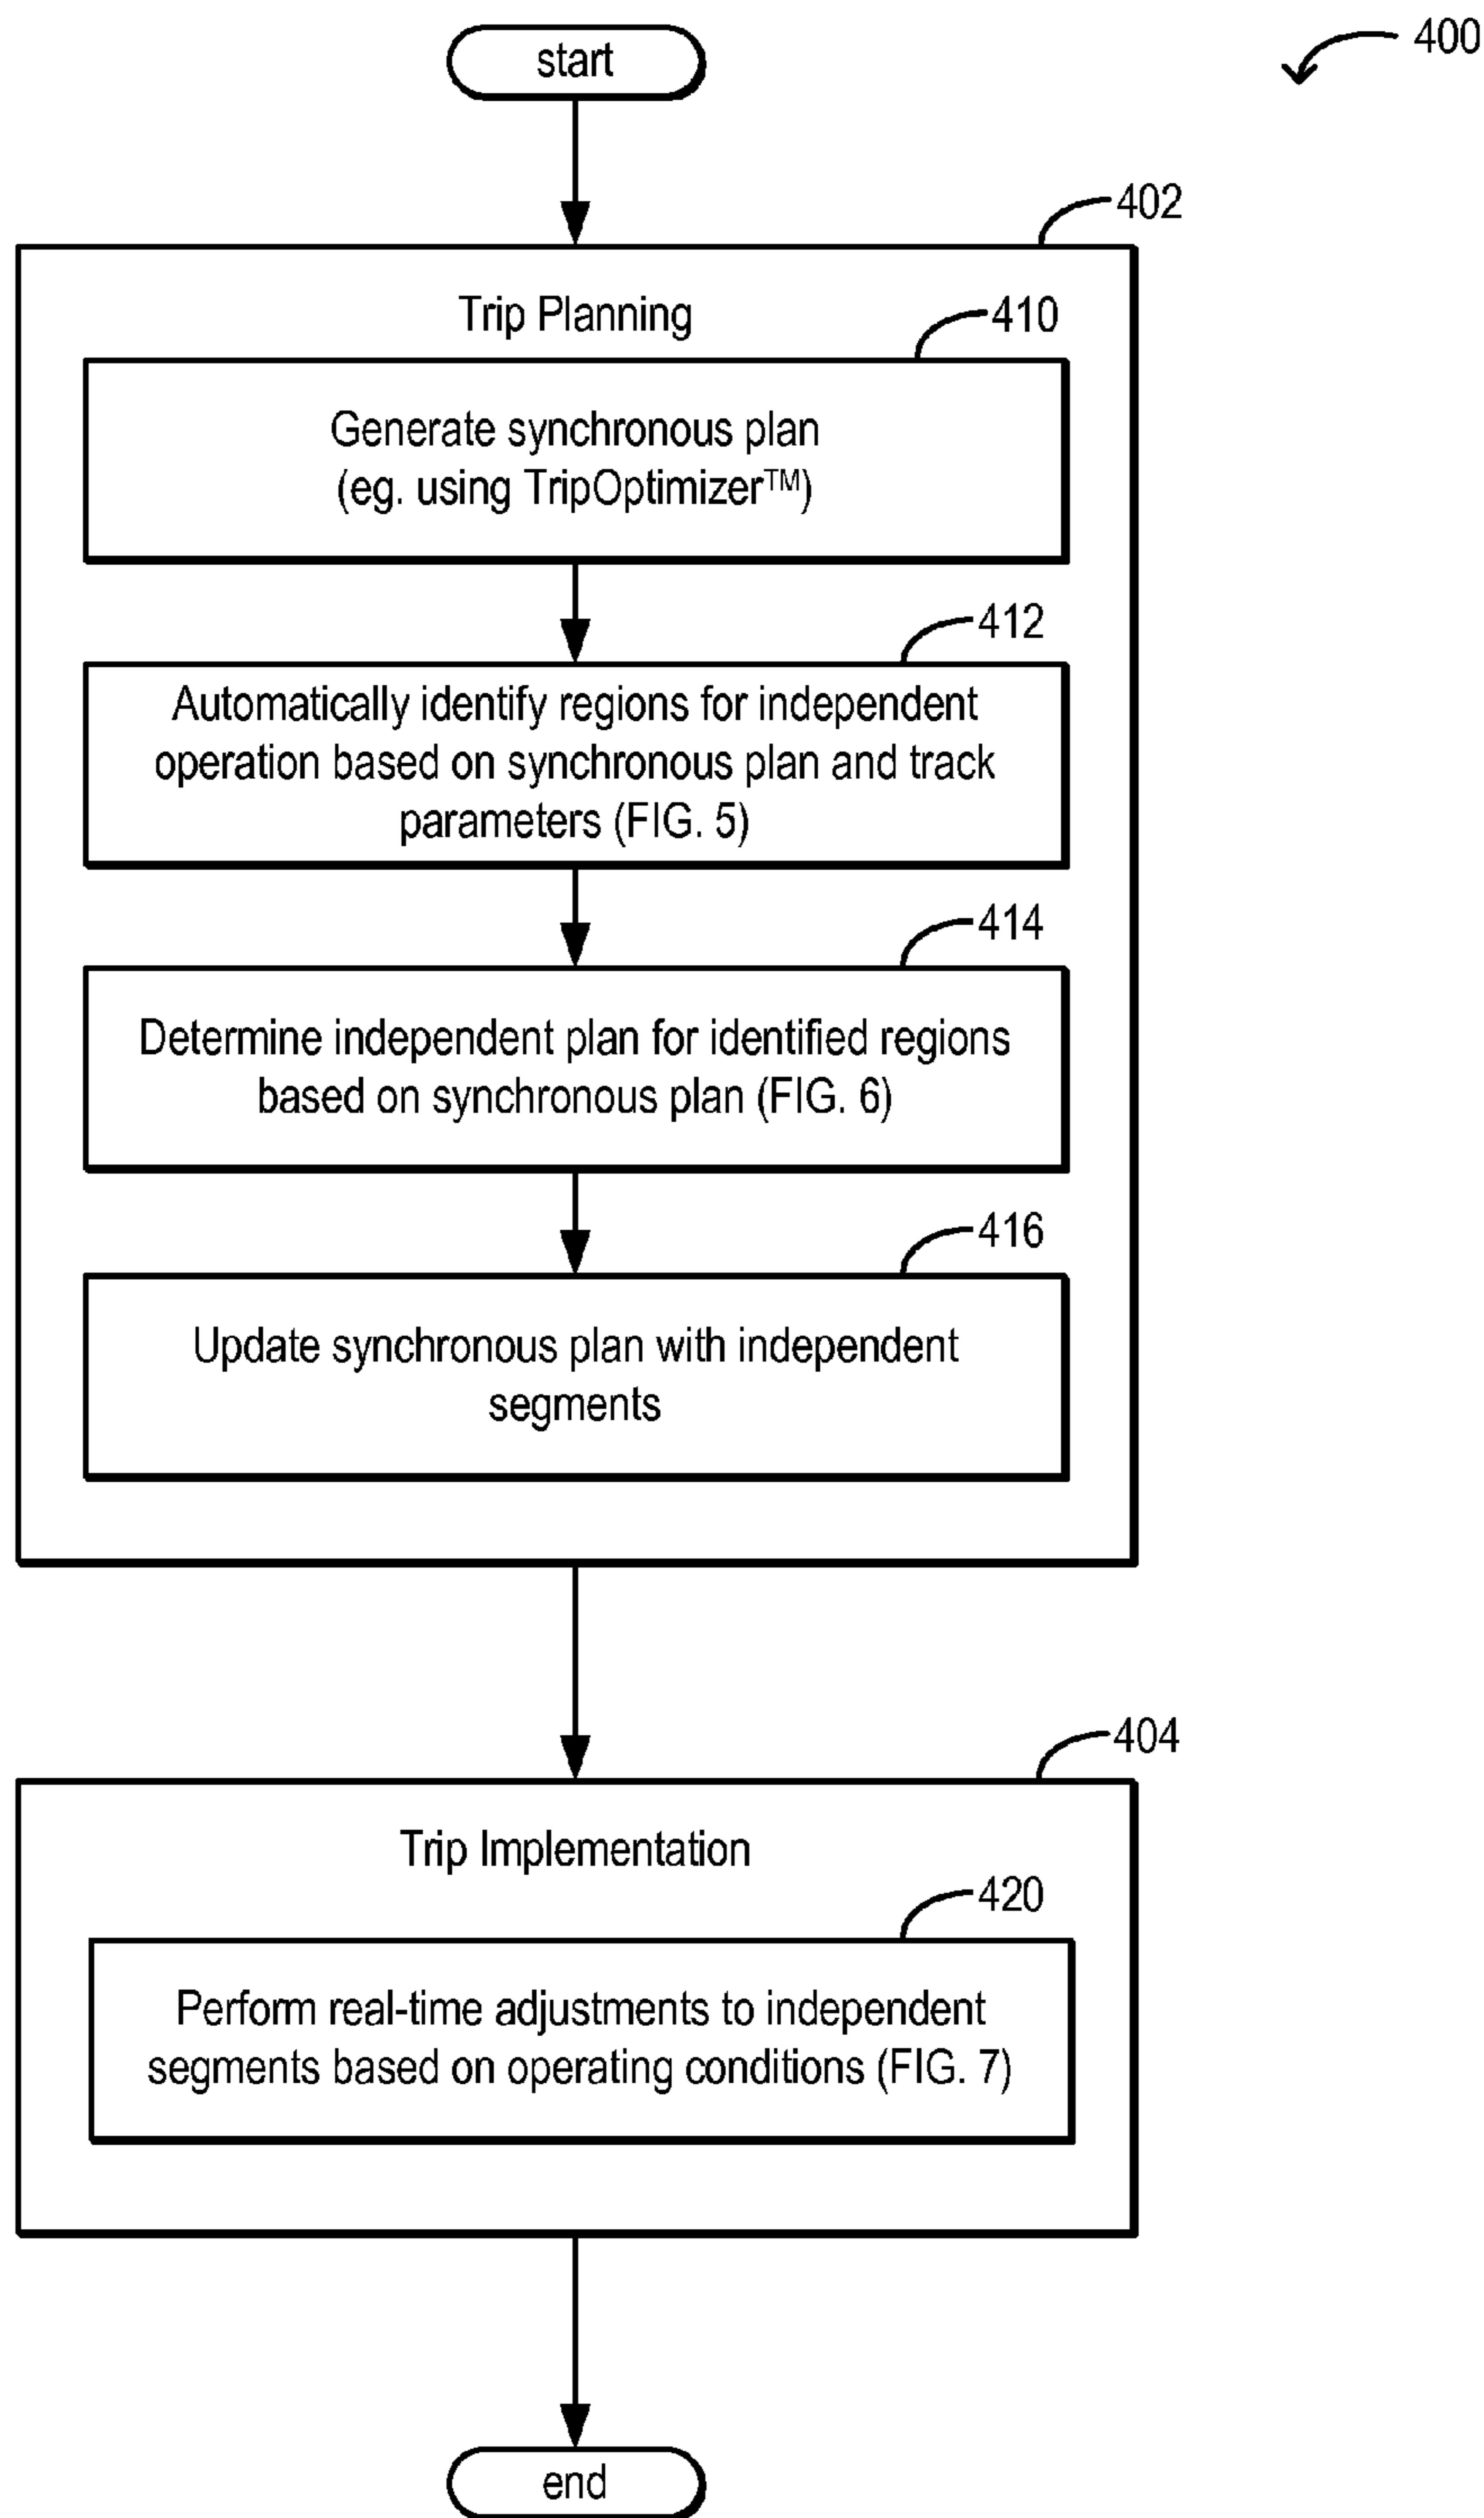 start
400
402
Trip Planning
410
Generate synchronous plan
(eg. using TripOptimizer™)
412
Automatically identify regions for independent
operation based on synchronous plan and track
parameters (FIG. 5)
414
Determine independent plan for identified regions
based on synchronous plan (FIG. 6)
416
Update synchronous plan with independent
segments
404
Trip Implementation
420
Perform real-time adjustments to independent
segments based on operating conditions (FIG. 7)
end